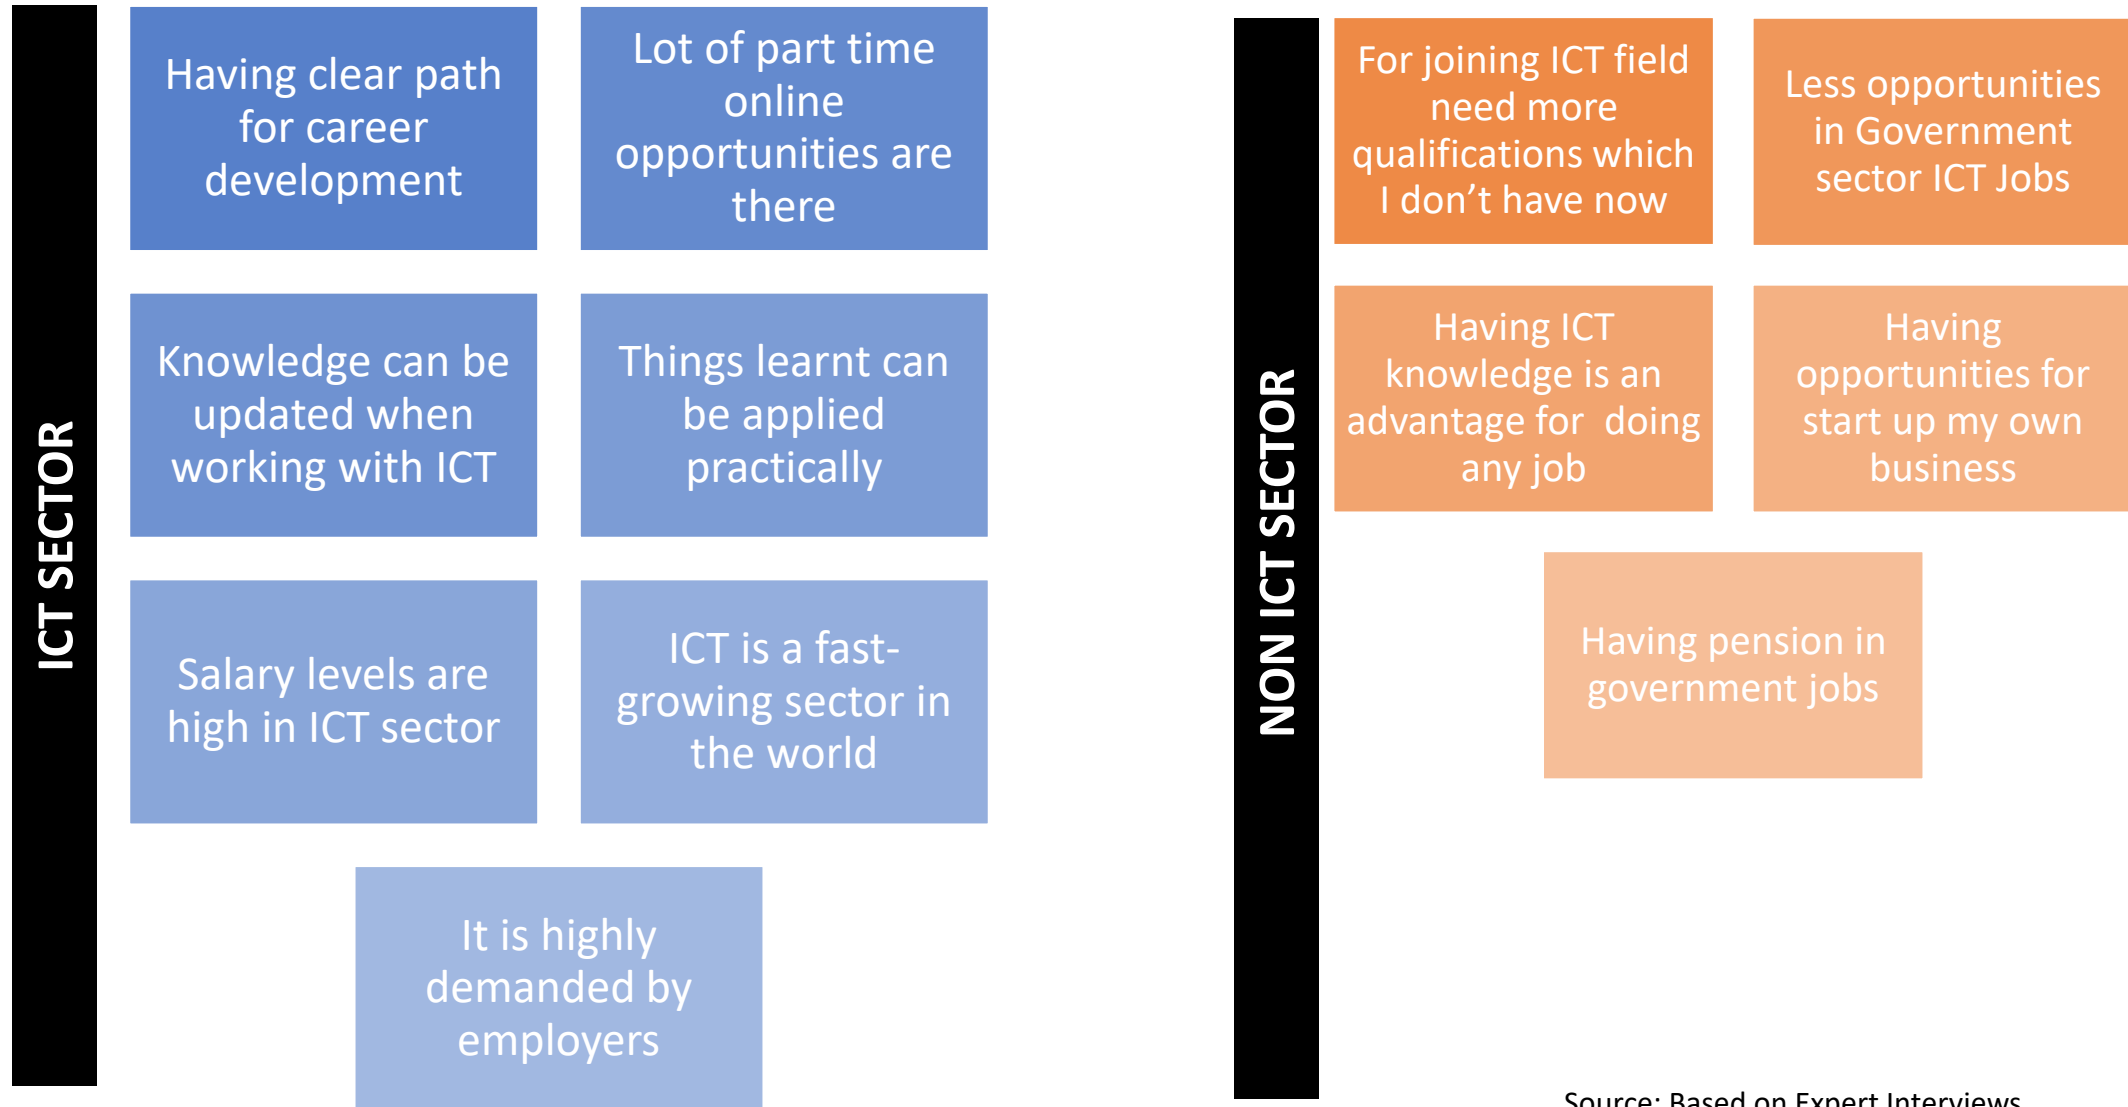 ICT SECTOR
Having clear path
for career
development
Lot of part time
online
opportunities are
there
Knowledge can be
updated when
working with ICT
Things learnt can
be applied
practically
Salary levels are
high in ICT sector
ICT is a fast-
growing sector in
the world
It is highly
demanded by
employers
NON ICT SECTOR
For joining ICT field
need more
qualifications which
I don’t have now
Less opportunities
in Government
sector ICT Jobs
Having ICT
knowledge is an
advantage for  doing
any job
Having
opportunities for
start up my own
business
Having pension in
government jobs
Source: Based on Expert Interviews